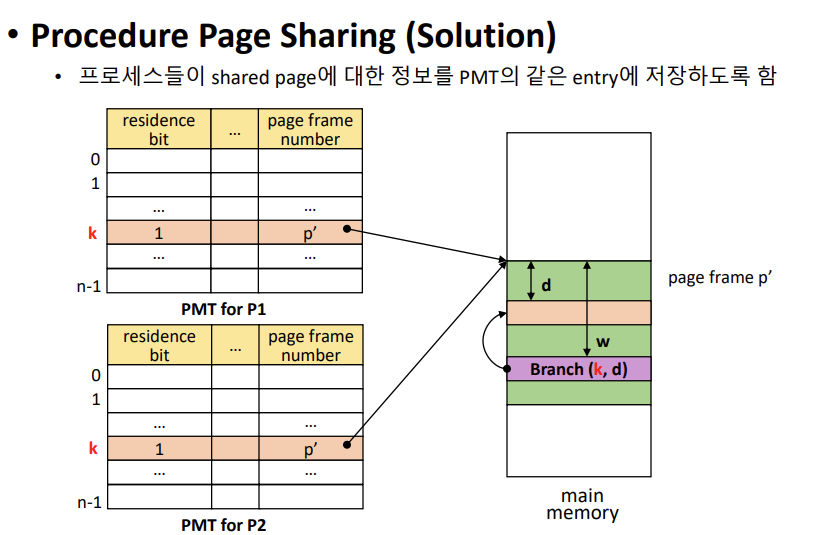 • Procedure Page Sharing (Solution)
• 프로세스들이 shared page에 대한 정보를 PMT의 같은 entry에 저장하도록 함
residence bit ... page frame number
0
1
... ...
k 1 p′
... ...
n-1
PMT for P1
residence bit ... page frame number
0
1
... ...
k 1 p′
... ...
n-1
PMT for P2
d
w
Branch (k, d)
page frame p′
main
memory